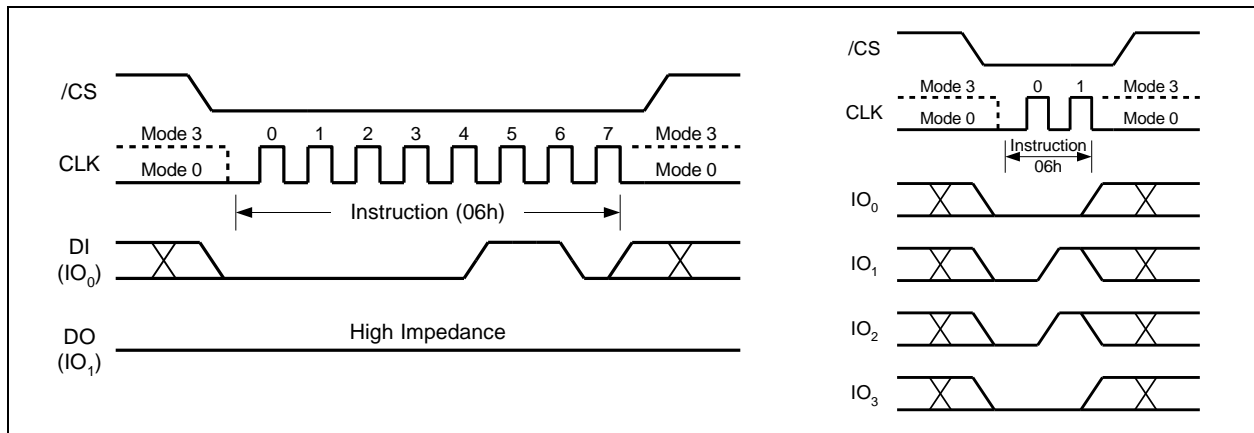 /CS
Mode 3 0 1 2 3 4 5 6 7 Mode 3
CLK
Mode 0 Mode 0
Instruction (06h)
DI
(IO0)
High Impedance
DO
(IO1)
/CS
Mode 3 0 1 Mode 3
CLK
Mode 0 Mode 0
Instruction
06h
IO0
IO1
IO2
IO3